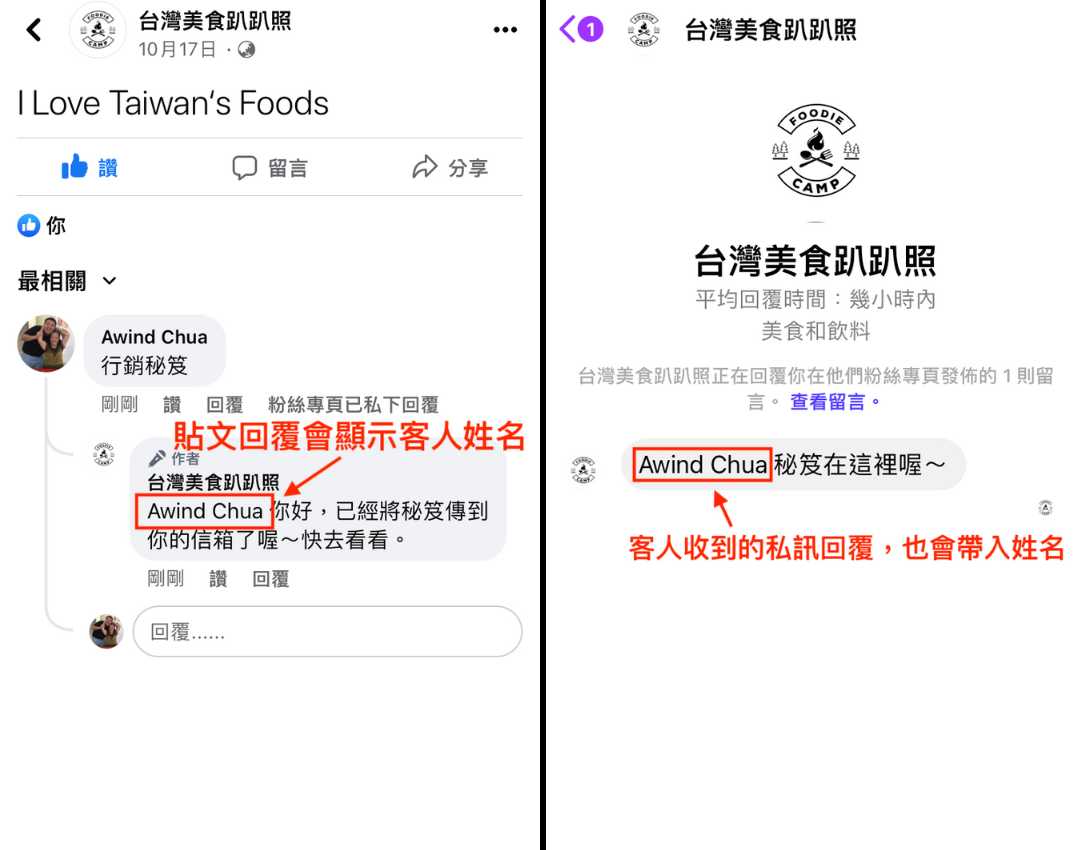 台灣美食趴趴照
10月17日 ·
I Love Taiwan‘s Foods
讚 留言 分享
你
最相關
Awind Chua
行銷秘笈
剛剛 讚 回覆 粉絲專頁已私下回覆
貼文回覆會顯示客人姓名
作者
台灣美食趴趴照
Awind Chua 你好，已經將秘笈傳到
你的信箱了喔～快去看看。
剛剛 讚 回覆
回覆......
1 台灣美食趴趴照
FOODIE
CAMP
台灣美食趴趴照
平均回覆時間：幾小時內
美食和飲料
台灣美食趴趴照正在回覆你在他們粉絲專頁發佈的 1 則留
言。 查看留言。
Awind Chua 秘笈在這裡喔～
客人收到的私訊回覆，也會帶入姓名